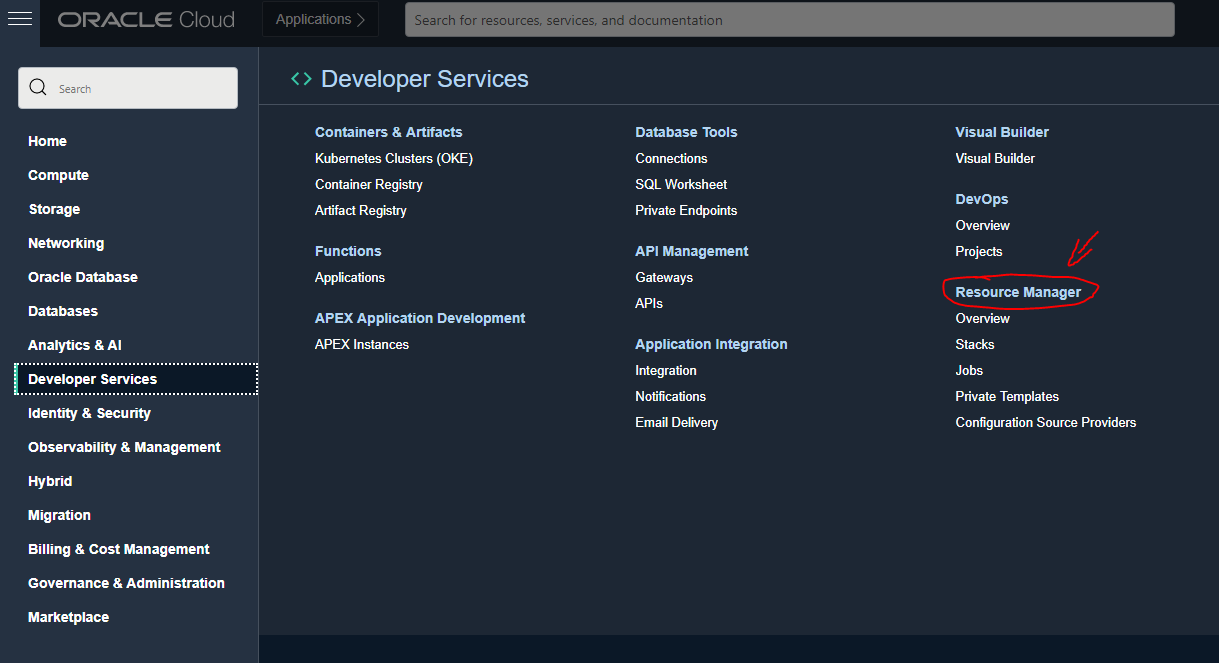 ORACLE Cloud
Applications
Search for resources, services, and documentation
Search
Home
Compute
Storage
Networking
Oracle Database
Databases
Analytics & AI
Developer Services
Identity & Security
Observability & Management
Hybrid
Migration
Billing & Cost Management
Governance & Administration
Marketplace
Developer Services
Containers & Artifacts
Kubernetes Clusters (OKE)
Container Registry
Artifact Registry
Functions
Applications
APEX Application Development
APEX Instances
Database Tools
Connections
SQL Worksheet
Private Endpoints
API Management
Gateways
APIs
Application Integration
Integration
Notifications
Email Delivery
Visual Builder
Visual Builder
DevOps
Overview
Projects
Resource Manager
Overview
Stacks
Jobs
Private Templates
Configuration Source Providers